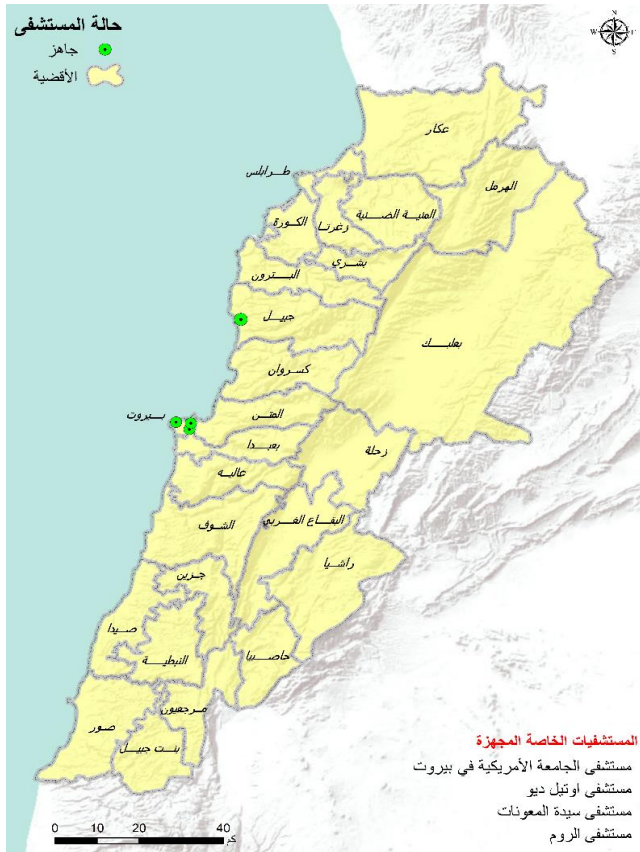 حالة المستشفى
جاهز
الأقضية
N
W E
S
عكار
طرابلس
الهرمل
المنية الضنية
زغرتا
الكورة
بشري
البترون
جبيل
بعلبك
كسروان
بيروت
المتن
بعبدا
زحلة
عاليه
الشوف
البقاع الغربي
راشيا
جزين
صيدا
حاصبيا
النبطية
مرجعيون
صور
بنت جبيل
المستشفيات الخاصة المجهزة
مستشفى الجامعة الأمريكية في بيروت
مستشفى اوتيل ديو
مستشفى سيدة المعونات
مستشفى الروم
0 10 20 40
كم